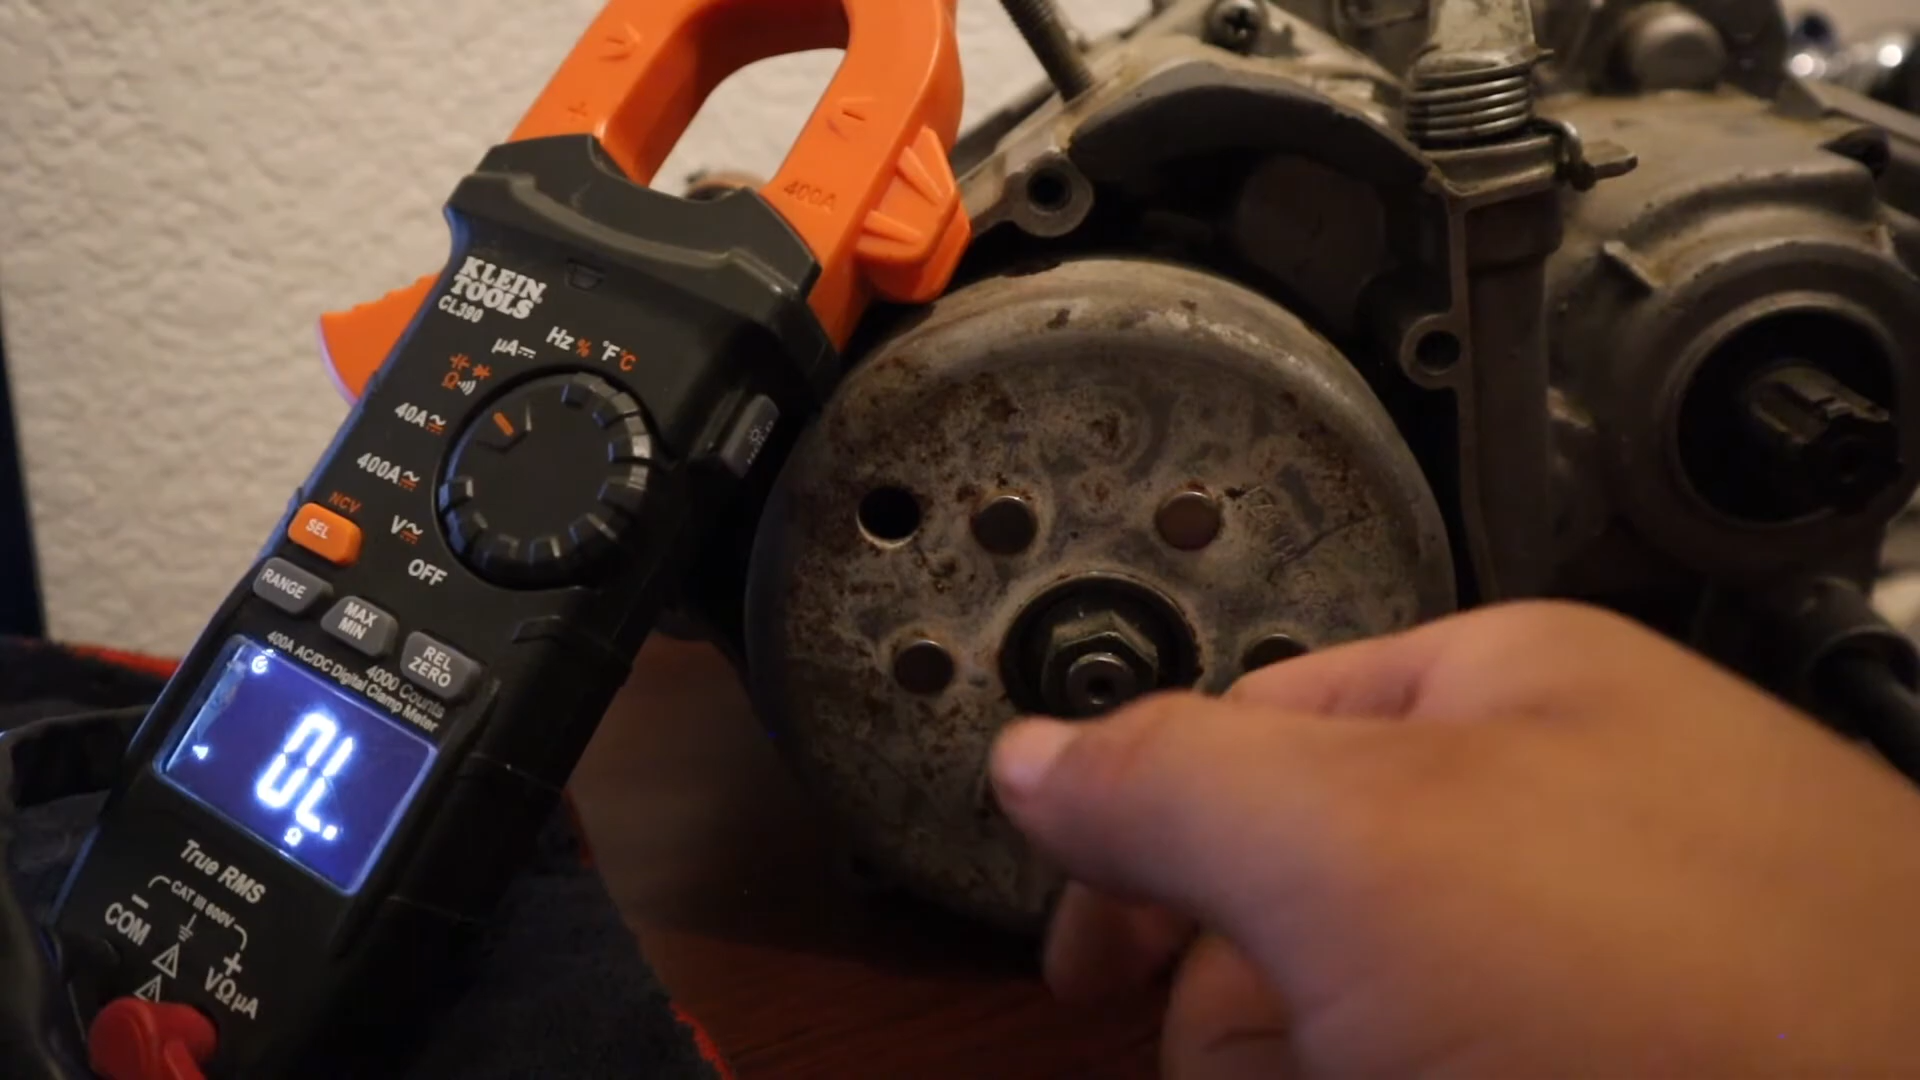 400A
KLEIN
TOOLS®
CL390
µA
Hz % °F°C
Ω
40A
400A
NCV
SEL
V
OFF
RANGE
MAX
MIN
REL
ZERO
400A AC/DC Digital Clamp Meter
4000 Counts
0L.
Ω
True RMS
CAT III 600V
COM
VΩµA